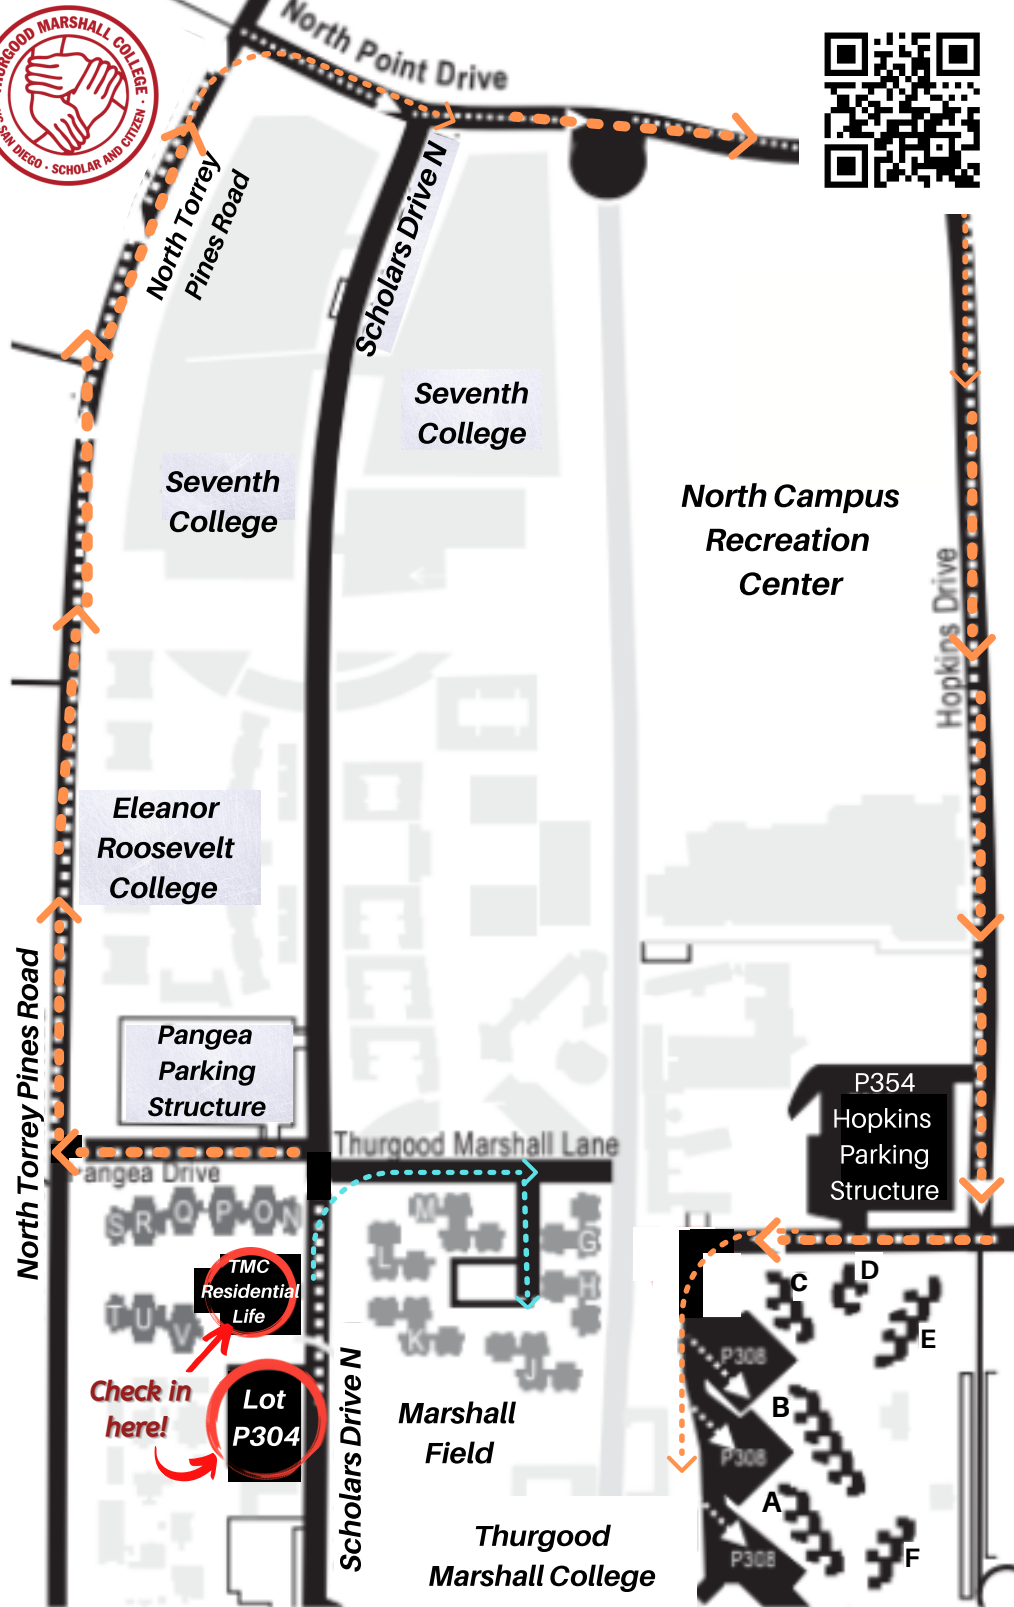 THURGOOD MARSHALL COLLEGE ·
SAN DIEGO · SCHOLAR AND CITIZEN
North Point Drive
North Torrey
Pines Road
Scholars Drive N
Seventh
College
Seventh
College
North Campus
Recreation
Center
Hopkins Drive
Eleanor
Roosevelt
College
North Torrey Pines Road
Pangea
Parking
Structure
P354
Hopkins
Parking
Structure
Thurgood Marshall Lane
angea Drive
S R Q P O N
M
L
G
H
K
J
T U V
TMC
Residential
Life
C
D
E
P308
B
P308
A
P308
F
Check in
here!
Lot
P304
Scholars Drive N
Marshall
Field
Thurgood
Marshall College